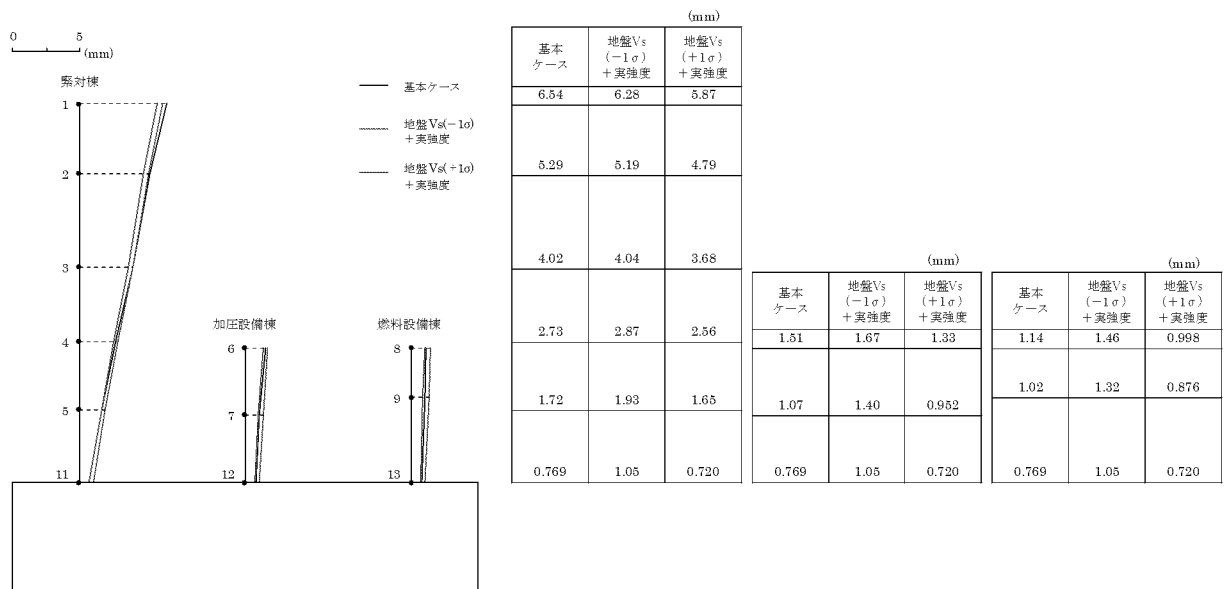 0 5
(mm)
緊対棟
1
2
3
4
5
11
加圧設備棟
6
7
12
燃料設備棟
8
9
13
基本ケース
地盤Vs(−1σ)
+実強度
地盤Vs(+1σ)
+実強度
(mm)
基本
ケース
地盤Vs
(−1σ)
+実強度
地盤Vs
(+1σ)
+実強度
6.54 6.28 5.87
5.29 5.19 4.79
4.02 4.04 3.68
2.73 2.87 2.56
1.72 1.93 1.65
0.769 1.05 0.720
(mm)
基本
ケース
地盤Vs
(−1σ)
+実強度
地盤Vs
(+1σ)
+実強度
1.51 1.67 1.33
1.07 1.40 0.952
0.769 1.05 0.720
(mm)
基本
ケース
地盤Vs
(−1σ)
+実強度
地盤Vs
(+1σ)
+実強度
1.14 1.46 0.998
1.02 1.32 0.876
0.769 1.05 0.720